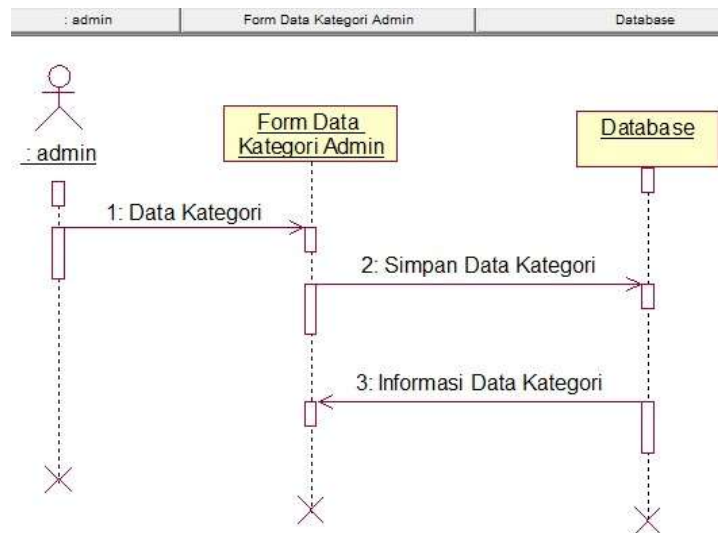 : admin
Form Data Kategori Admin
Database
: admin
Form Data
Kategori Admin
Database
1: Data Kategori
2: Simpan Data Kategori
3: Informasi Data Kategori